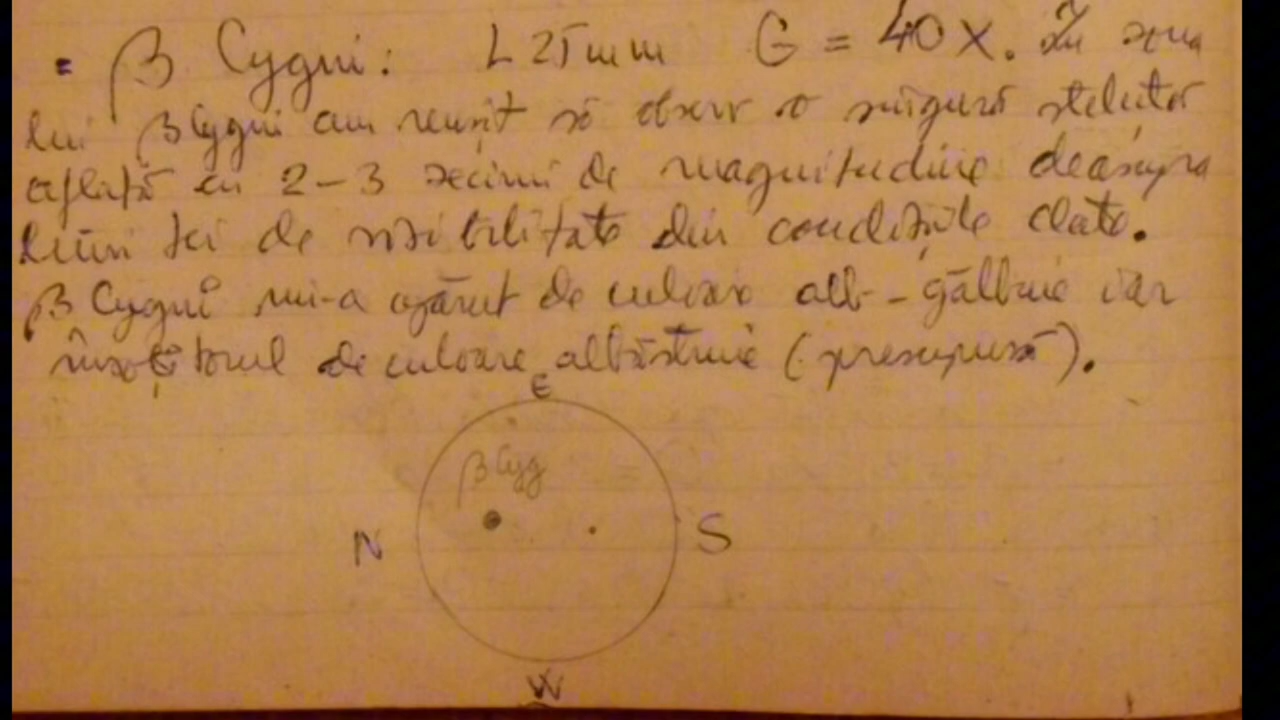 = β Cygni: L 25mm G = 40X. În zona
lui β Cygni am reușit să observ o singură steluță
aflată cu 2-3 zecimi de magnitudine deasupra
limitei de vizibilitate din condițiile date.
β Cygni mi-a apărut de culoare alb-gălbuie iar
însoțitorul de culoare albăstruie (presupusă).
E
β Cyg
N
S
W